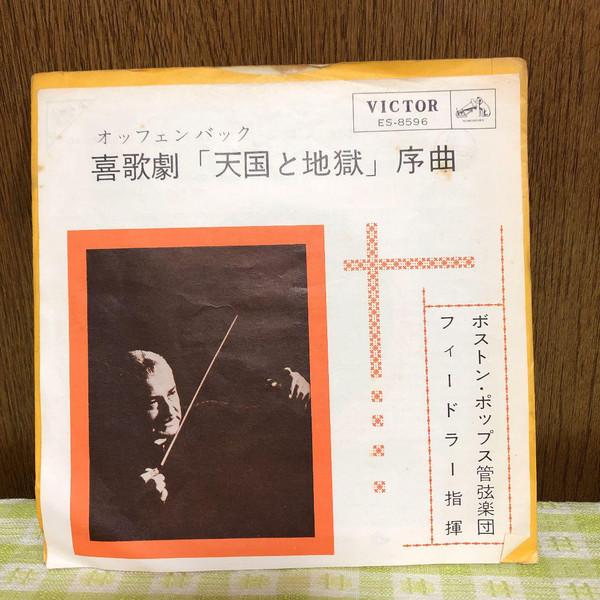 VICTOR
ES-8596
オッフェンバック
喜歌劇「天国と地獄」序曲
ボストン・ポップス管弦楽団
フィードラー指揮